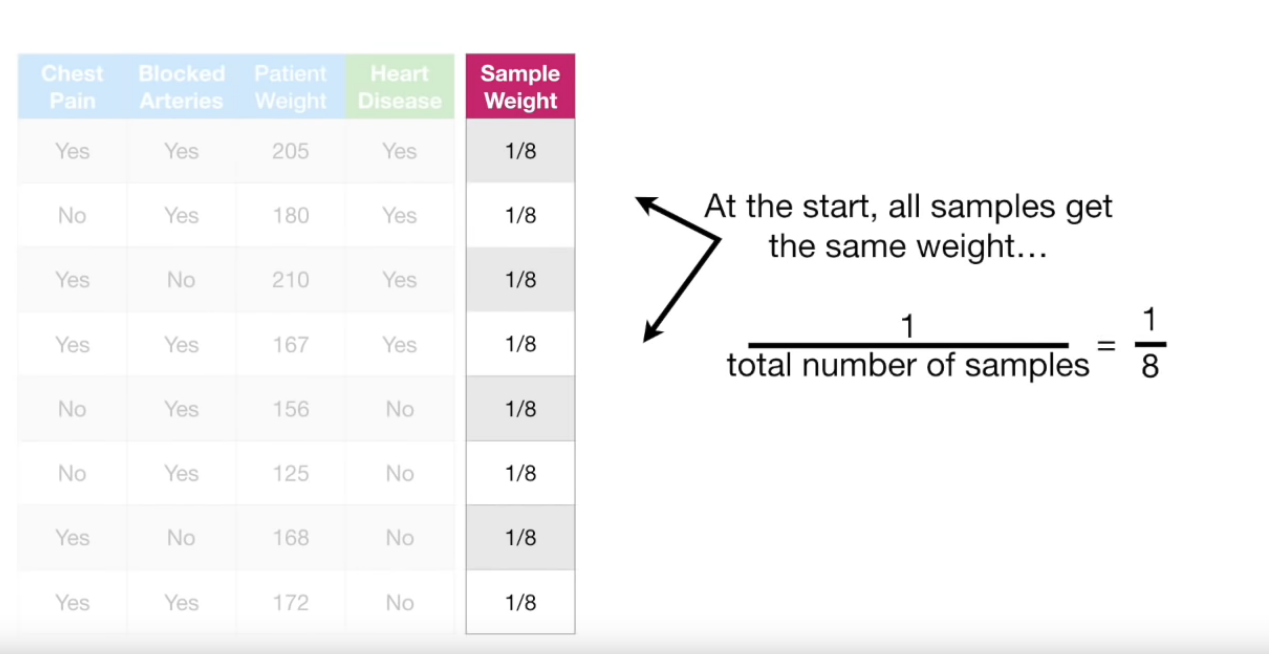 Chest Pain Blocked Arteries Patient Weight Heart Disease Sample Weight
Yes Yes 205 Yes 1/8
No Yes 180 Yes 1/8
Yes No 210 Yes 1/8
Yes Yes 167 Yes 1/8
No Yes 156 No 1/8
No Yes 125 No 1/8
Yes No 168 No 1/8
Yes Yes 172 No 1/8
At the start, all samples get
the same weight…
1
total number of samples
=
1
8